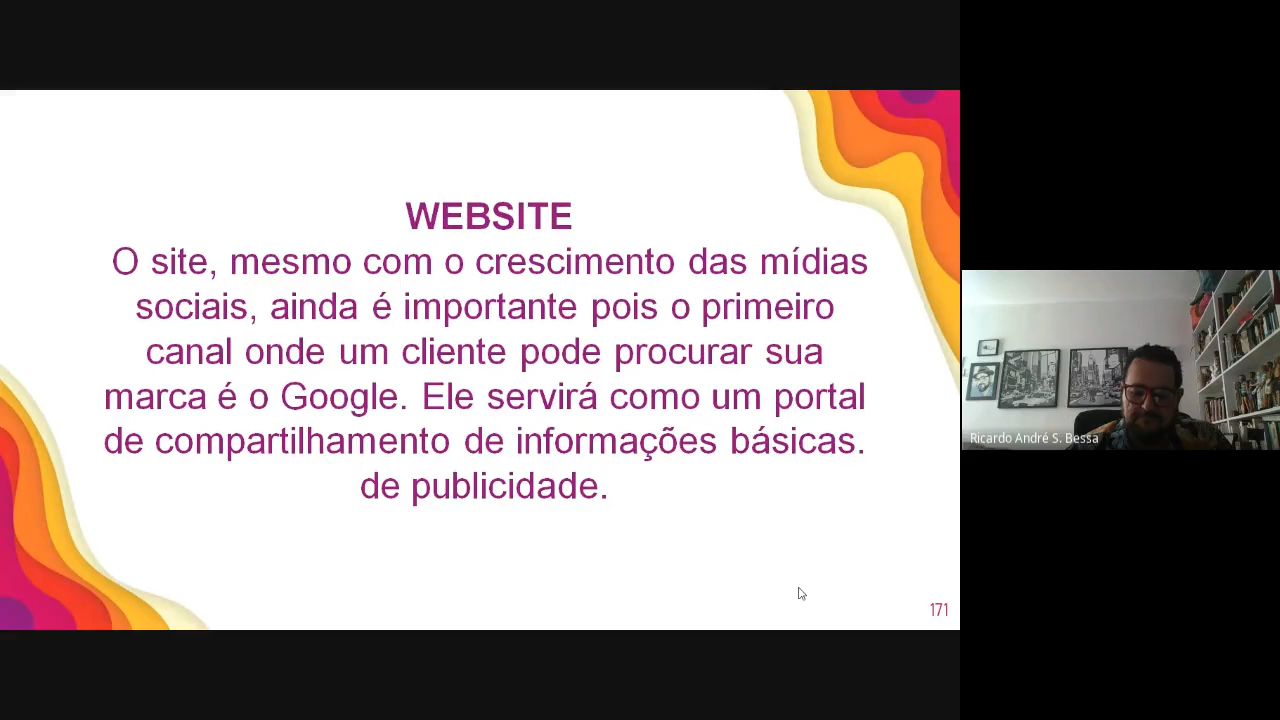 WEBSITE
O site, mesmo com o crescimento das mídias
sociais, ainda é importante pois o primeiro
canal onde um cliente pode procurar sua
marca é o Google. Ele servirá como um portal
de compartilhamento de informações básicas.
de publicidade.
171
Ricardo André S. Bessa